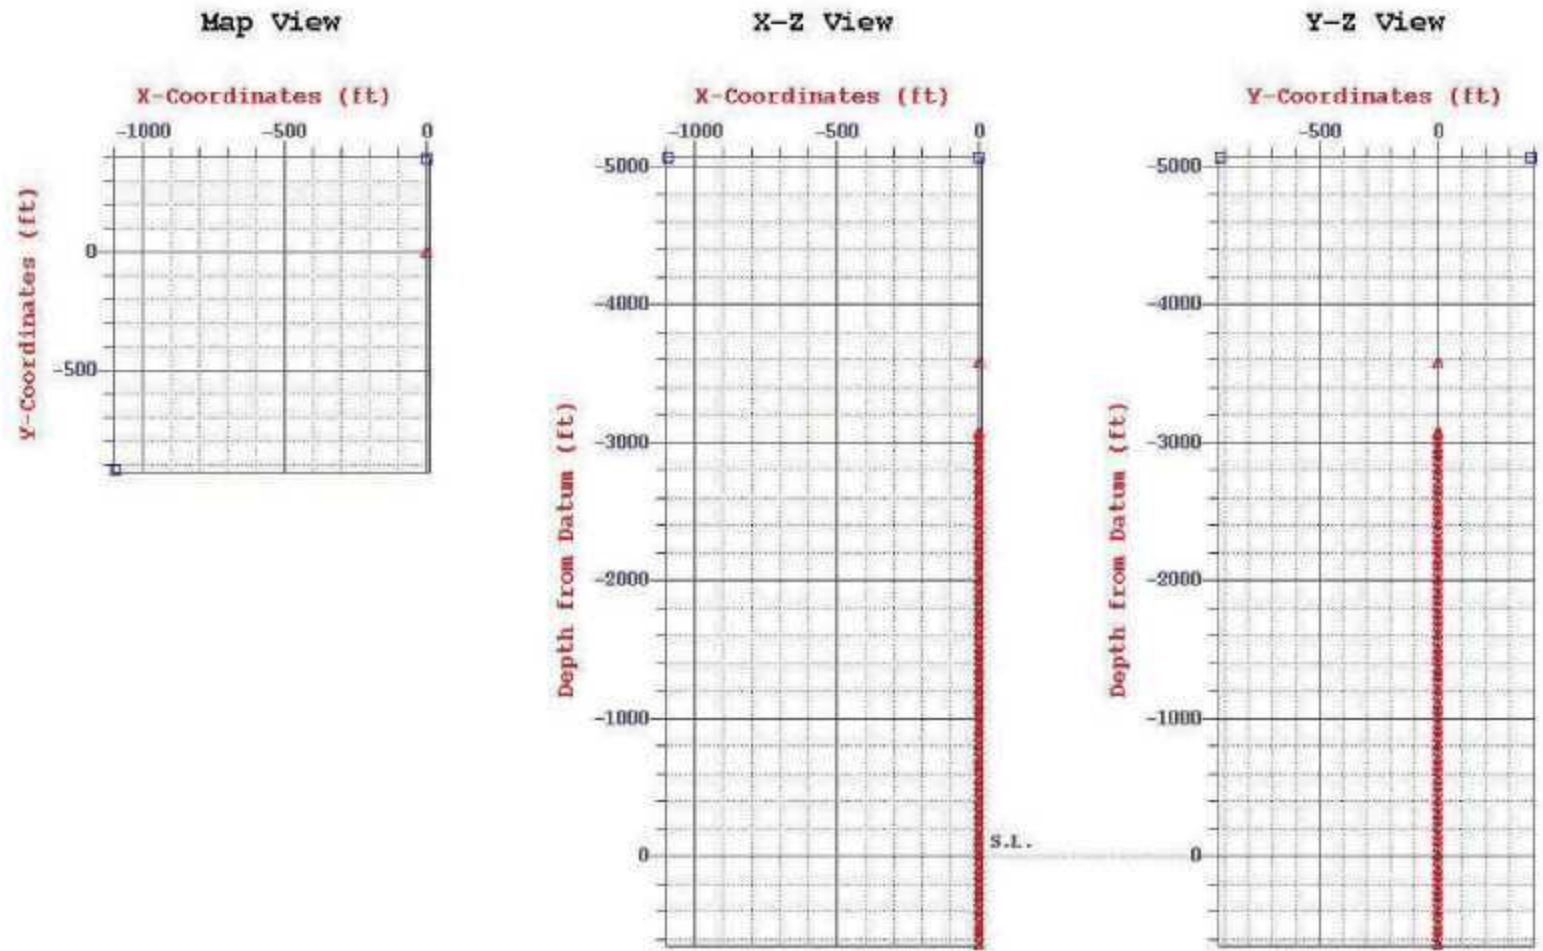 Map View
X-Z View
Y-Z View
X-Coordinates (ft)
X-Coordinates (ft)
Y-Coordinates (ft)
-1000 -500 0
-1000 -500 0
-500 0
Y-Coordinates (ft)
0
-500
Depth from Datum (ft)
-5000
-4000
-3000
-2000
-1000
0
S.L.
Depth from Datum (ft)
-5000
-4000
-3000
-2000
-1000
0